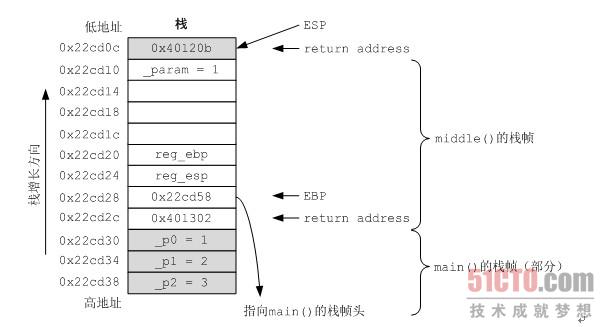 低地址
栈
ESP
0x22cd0c 0x40120b return address
0x22cd10 _param = 1
0x22cd14
0x22cd18
0x22cd1c
middle()的栈帧
0x22cd20 reg_ebp
0x22cd24 reg_esp
0x22cd28 0x22cd58 EBP
0x22cd2c 0x401302 return address
栈增长方向
0x22cd30 _p0 = 1
0x22cd34 _p1 = 2
main()的栈帧（部分）
0x22cd38 _p2 = 3
高地址
指向main()的栈帧头
51CTO.com
技术成就梦想